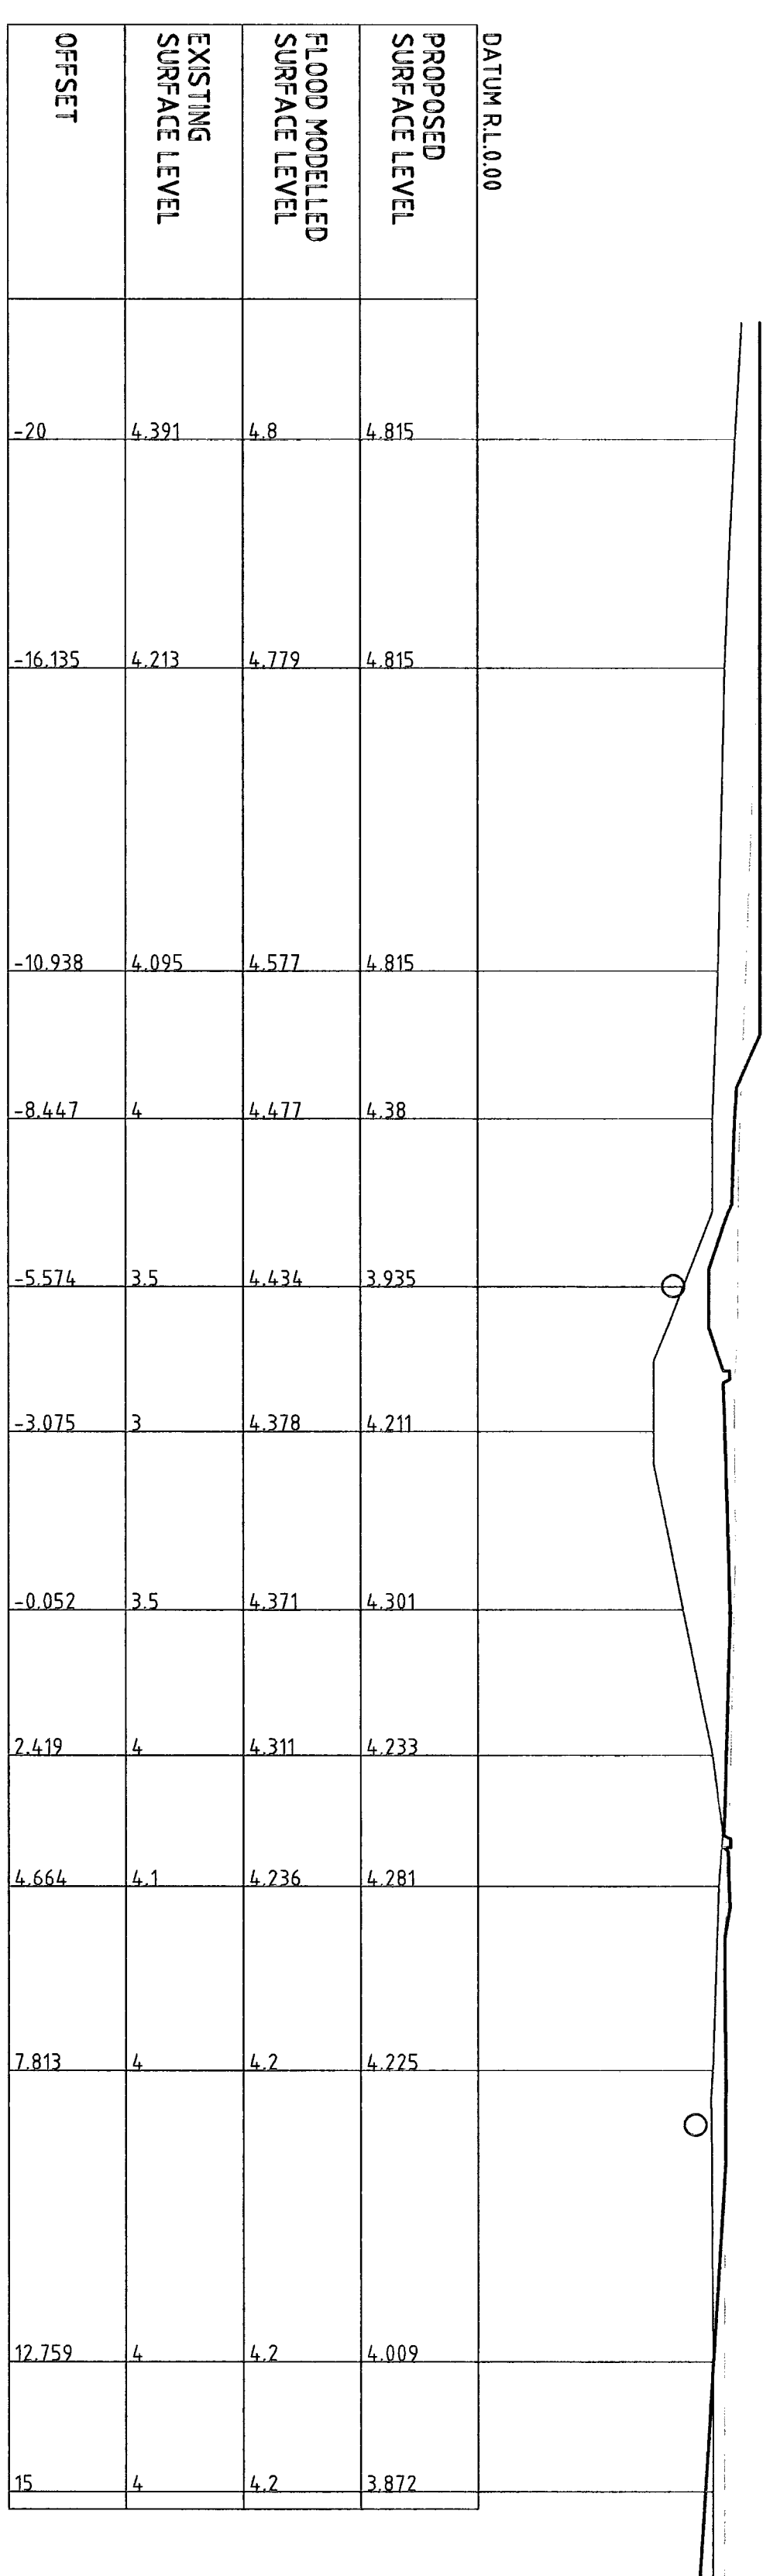 DATUM R.L.0.00
PROPOSED
SURFACE LEVEL
FLOOD MODELLED
SURFACE LEVEL
EXISTING
SURFACE LEVEL
OFFSET
-20 4.391 4.8 4.815
-16.135 4.213 4.779 4.815
-10.938 4.095 4.577 4.815
-8.447 4 4.477 4.38
-5.574 3.5 4.434 3.935
-3.075 3 4.378 4.211
-0.052 3.5 4.371 4.301
2.419 4 4.311 4.233
4.664 4.1 4.236 4.281
7.813 4 4.2 4.225
12.759 4 4.2 4.009
15 4 4.2 3.872